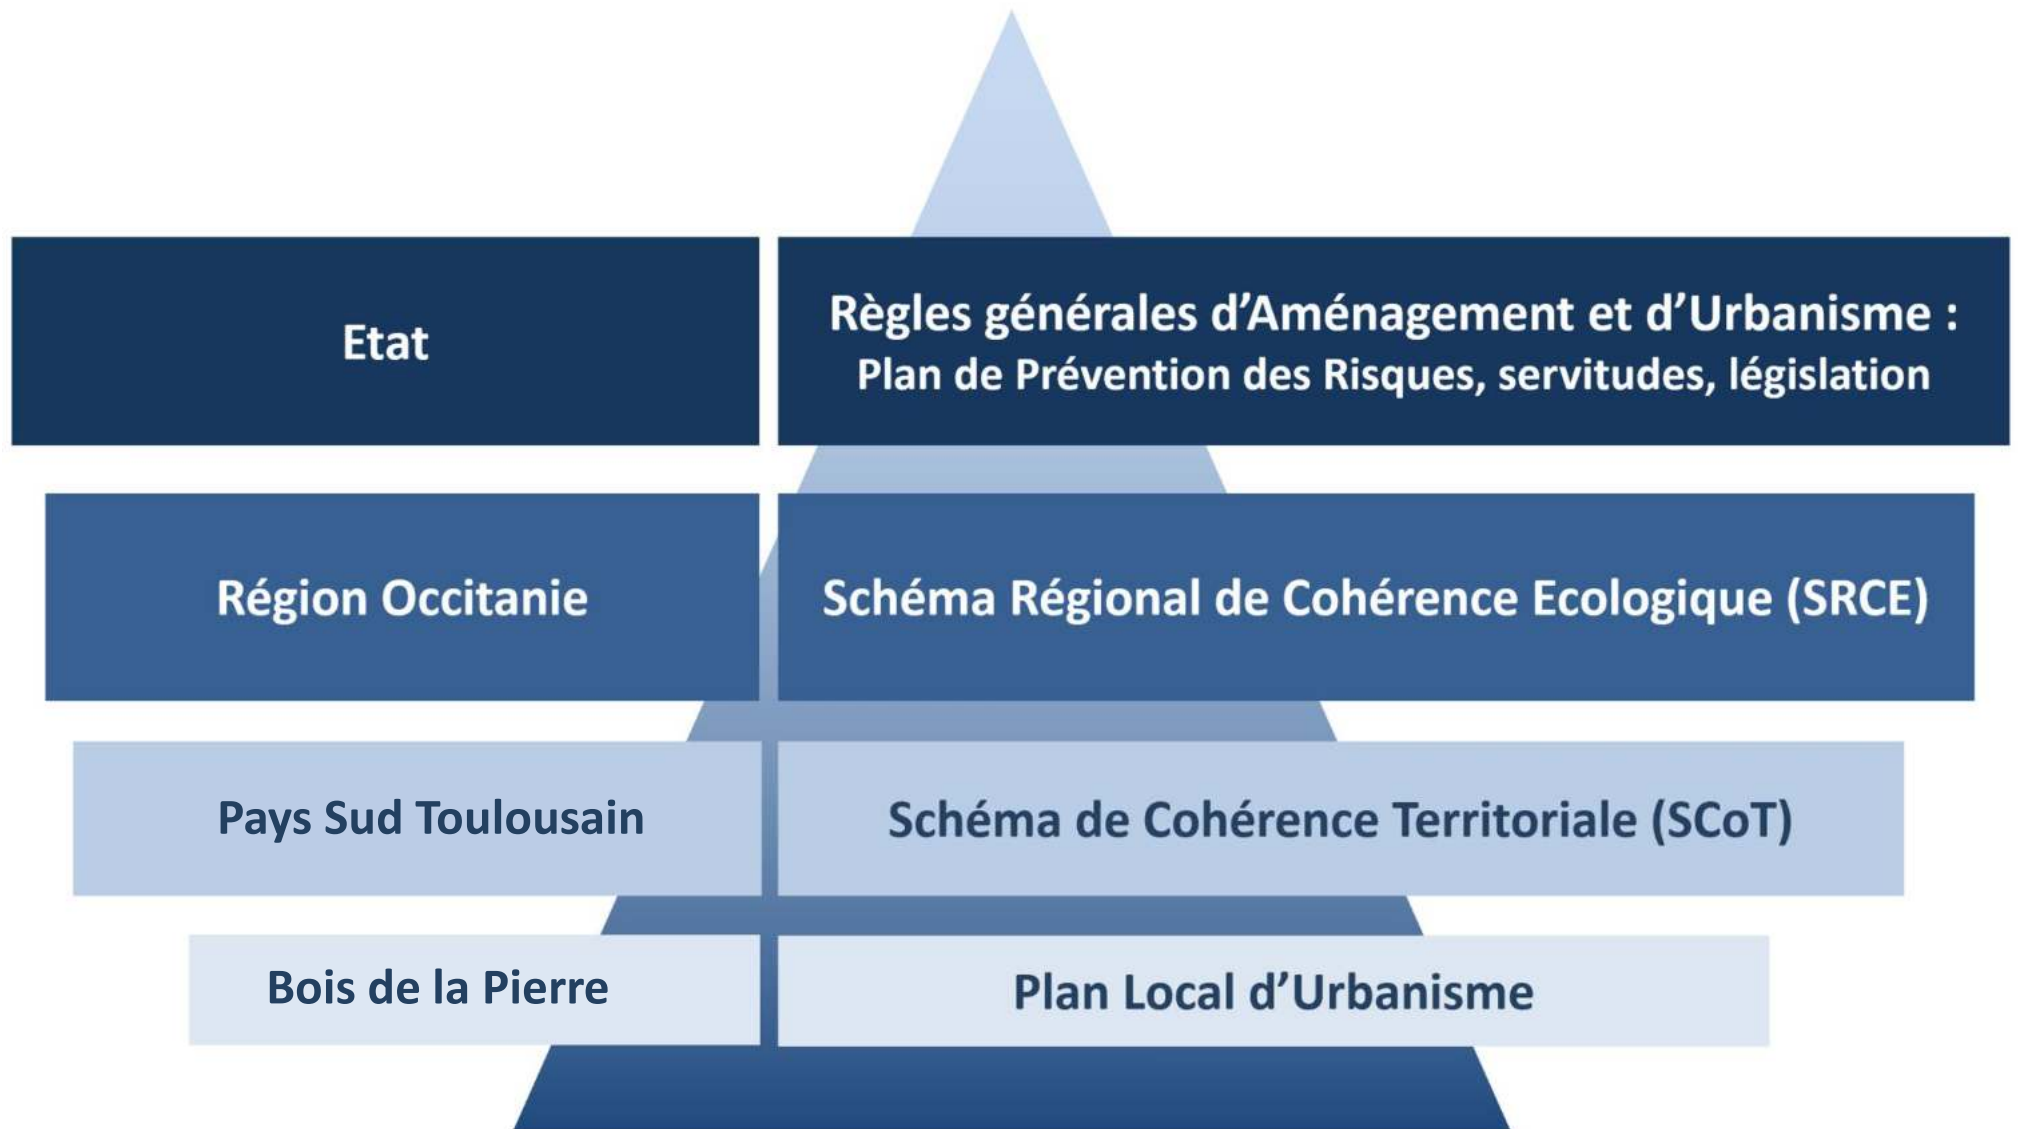 Etat
Règles générales d’Aménagement et d’Urbanisme :
Plan de Prévention des Risques, servitudes, législation
Région Occitanie
Schéma Régional de Cohérence Ecologique (SRCE)
Pays Sud Toulousain
Schéma de Cohérence Territoriale (SCoT)
Bois de la Pierre
Plan Local d’Urbanisme